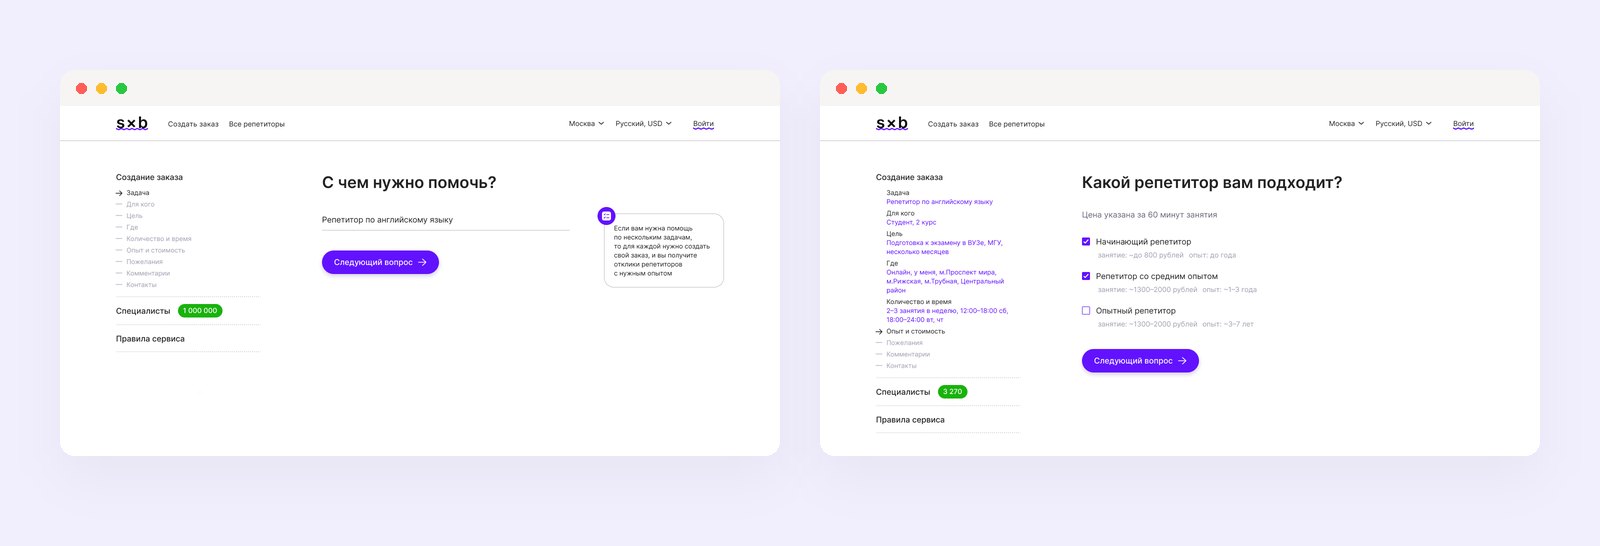 s×b
Создать заказ
Все репетиторы
Москва
Русский, USD
Войти
Создание заказа
Задача
Для кого
Цель
Где
Количество и время
Опыт и стоимость
Пожелания
Комментарии
Контакты
Специалисты 1 000 000
Правила сервиса
С чем нужно помочь?
Репетитор по английскому языку
Следующий вопрос
Если вам нужна помощь
по нескольким задачам,
то для каждой нужно создать
свой заказ, и вы получите
отклики репетиторов
с нужным опытом
s×b
Создать заказ
Все репетиторы
Москва
Русский, USD
Войти
Создание заказа
Задача
Репетитор по английскому языку
Для кого
Студент, 2 курс
Цель
Подготовка к экзамену в ВУЗе, МГУ,
несколько месяцев
Где
Онлайн, у меня, м.Проспект мира,
м.Рижская, м.Трубная, Центральный
район
Количество и время
2–3 занятия в неделю, 12:00–18:00 сб,
18:00–24:00 вт, чт
Опыт и стоимость
Пожелания
Комментарии
Контакты
Специалисты 3 270
Правила сервиса
Какой репетитор вам подходит?
Цена указана за 60 минут занятия
Начинающий репетитор
занятие: ~до 800 рублей опыт: до года
Репетитор со средним опытом
занятие: ~1300–2000 рублей опыт: ~1–3 года
Опытный репетитор
занятие: ~1300–2000 рублей опыт: ~3–7 лет
Следующий вопрос